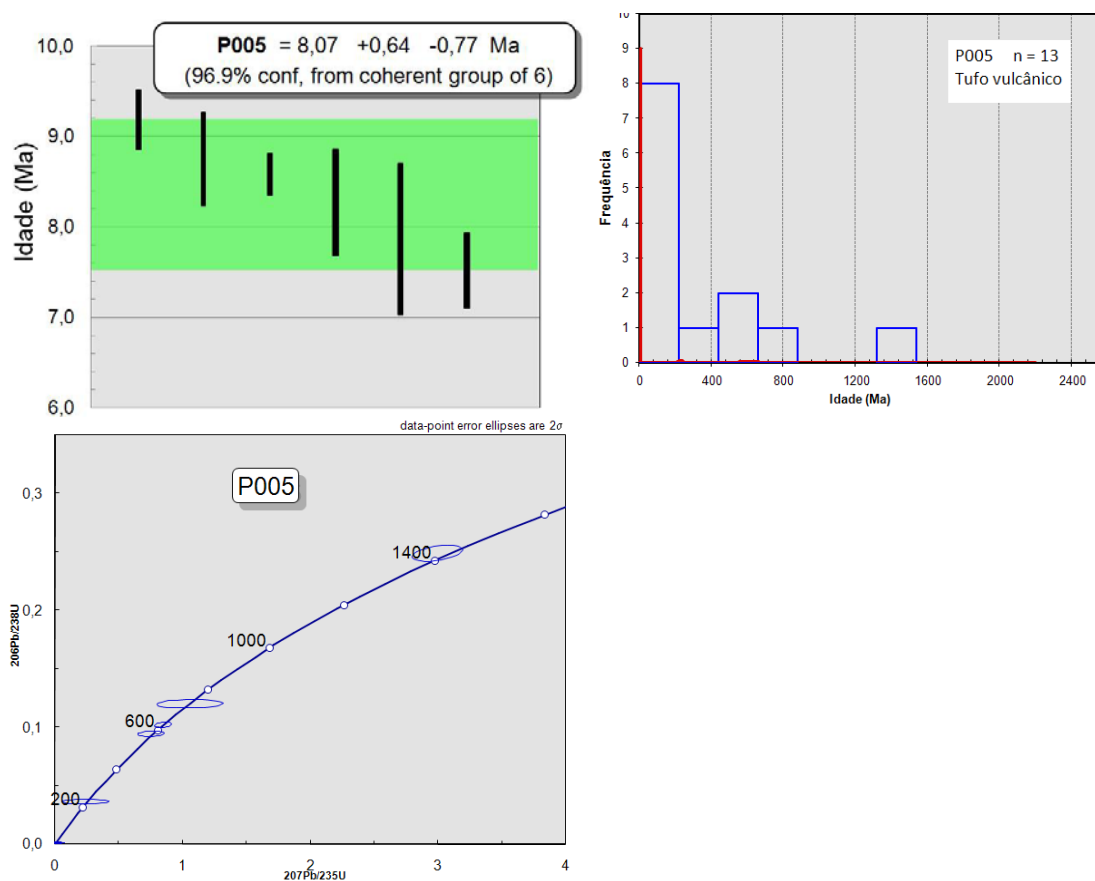 P005 = 8,07 +0,64 -0,77 Ma
(96.9% conf, from coherent group of 6)
10,0
9,0
8,0
7,0
6,0
Idade (Ma)
P005 n = 13
Tufo vulcânico
10
9
8
7
6
5
4
3
2
1
0
Frequência
0 400 800 1200 1600 2000 2400
Idade (Ma)
data-point error ellipses are 2σ
P005
0,3
0,2
0,1
0,0
206Pb/238U
1400
1000
600
200
0 1 2 3 4
207Pb/235U